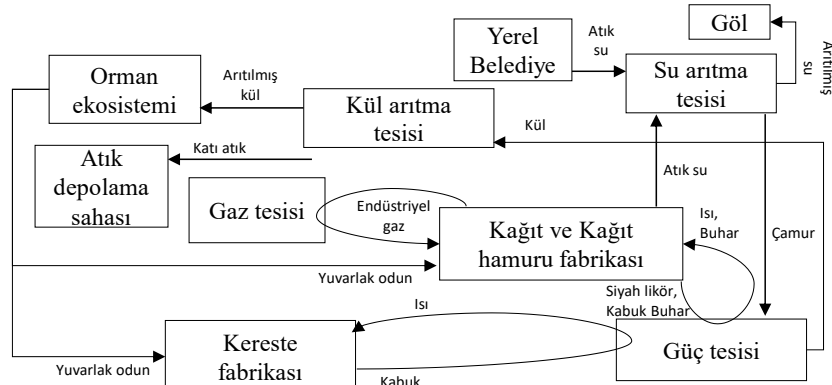 Göl
Yerel
Belediye
Atık
su
Arıtılmış
su
Orman
ekosistemi
Arıtılmış
kül
Kül arıtma
tesisi
Su arıtma
tesisi
Kül
Katı atık
Atık
depolama
sahası
Gaz tesisi
Endüstriyel
gaz
Atık su
Kağıt ve Kağıt
hamuru fabrikası
Isı,
Buhar
Çamur
Yuvarlak odun
Siyah likör,
Kabuk Buhar
Isı
Kereste
fabrikası
Güç tesisi
Yuvarlak odun
Kabuk